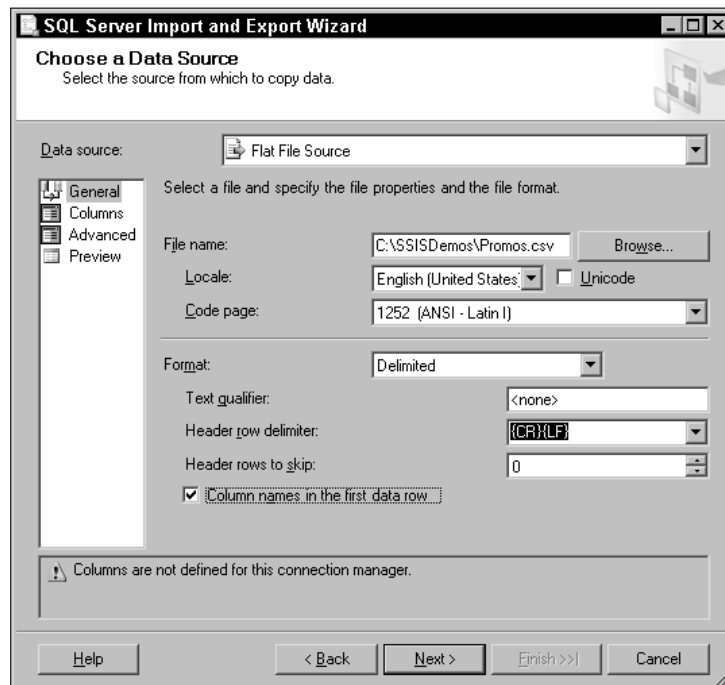 SQL Server Import and Export Wizard
Choose a Data Source
Select the source from which to copy data.
Data source: Flat File Source
General
Columns
Advanced
Preview
Select a file and specify the file properties and the file format.
File name: C:\SSISDemos\Promos.csv Browse...
Locale: English (United States) Unicode
Code page: 1252 (ANSI - Latin I)
Format: Delimited
Text qualifier: <none>
Header row delimiter: {CR}{LF}
Header rows to skip: 0
Column names in the first data row
Columns are not defined for this connection manager.
Help < Back Next > Finish >>| Cancel